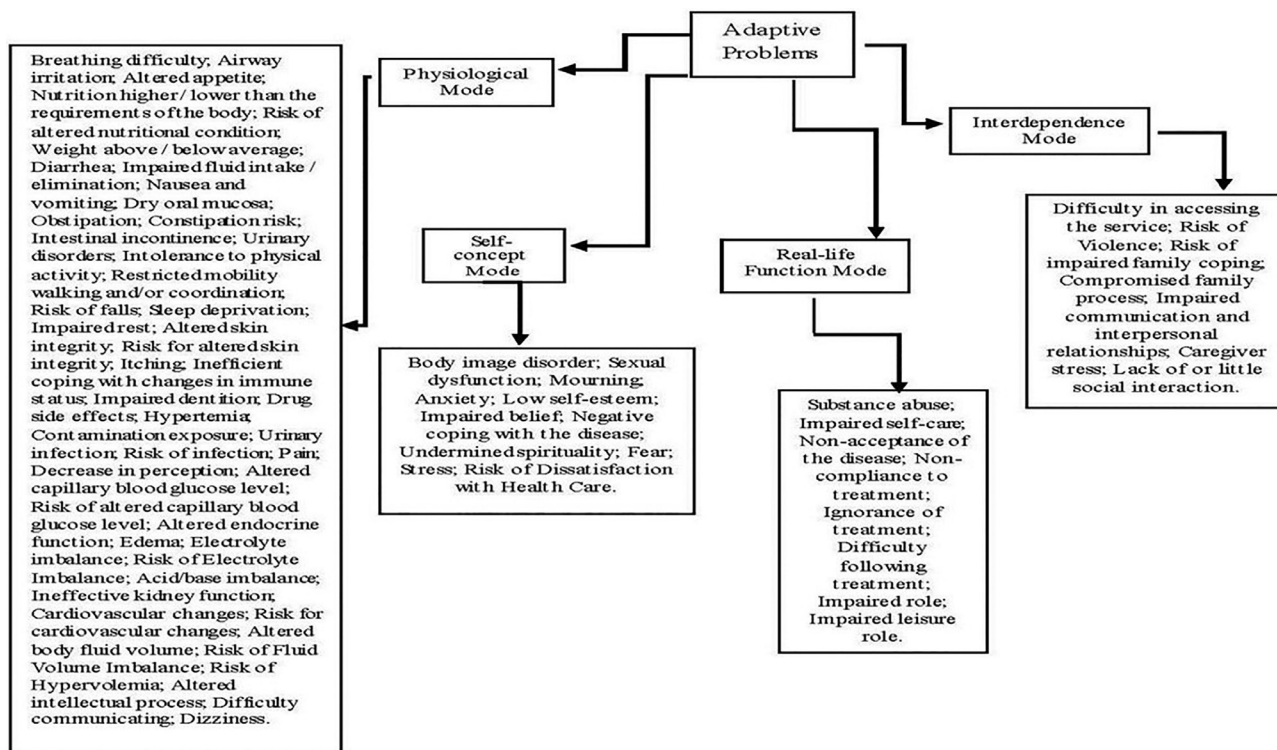 Adaptive
Problems
Physiological
Mode
Breathing difficulty; Airway
irritation; Altered appetite;
Nutrition higher / lower than the
requirements of the body; Risk of
altered nutritional condition;
Weight above / below average;
Diarrhea; Impaired fluid intake /
elimination; Nausea and
vomiting; Dry oral mucosa;
Obstipation; Constipation risk;
Intestinal incontinence; Urinary
disorders; Intolerance to physical
activity; Restricted mobility
walking and/or coordination;
Risk of falls; Sleep deprivation;
Impaired rest; Altered skin
integrity; Risk for altered skin
integrity; Itching; Inefficient
coping with changes in immune
status; Impaired dentition; Drug
side effects; Hypertemia;
Contamination exposure; Urinary
infection; Risk of infection; Pain;
Decrease in perception; Altered
capillary blood glucose level;
Risk of altered capillary blood
glucose level; Altered endocrine
function; Edema; Electrolyte
imbalance; Risk of Electrolyte
Imbalance; Acid/base imbalance;
Ineffective kidney function;
Cardiovascular changes; Risk for
cardiovascular changes; Altered
body fluid volume; Risk of Fluid
Volume Imbalance; Risk of
Hypervolemia; Altered
intellectual process; Difficulty
communicating; Dizziness.
Self-
concept
Mode
Body image disorder; Sexual
dysfunction; Mourning;
Anxiety; Low self-esteem;
Impaired belief; Negative
coping with the disease;
Undermined spirituality; Fear;
Stress; Risk of Dissatisfaction
with Health Care.
Real-life
Function Mode
Substance abuse;
Impaired self-care;
Non-acceptance of
the disease; Non-
compliance to
treatment;
Ignorance of
treatment;
Difficulty
following
treatment;
Impaired role;
Impaired leisure
role.
Interdependence
Mode
Difficulty in accessing
the service; Risk of
Violence; Risk of
impaired family coping;
Compromised family
process; Impaired
communication and
interpersonal
relationships; Caregiver
stress; Lack of or little
social interaction.